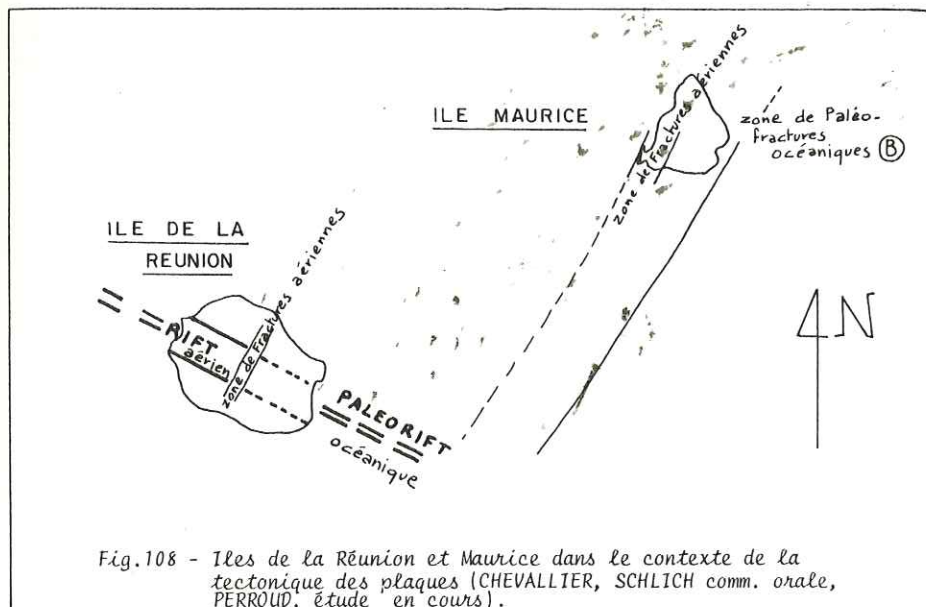 ILE MAURICE
zone de Fractures aériennes
zone de Paléo-
fractures
océaniques Ⓑ
ILE DE LA
REUNION
zone de Fractures aériennes
RIFT
aérien
PALEORIFT
océanique
N
Fig.108 - Iles de la Réunion et Maurice dans le contexte de la
tectonique des plaques (CHEVALLIER, SCHLICH comm. orale,
PERROUD. étude en cours).